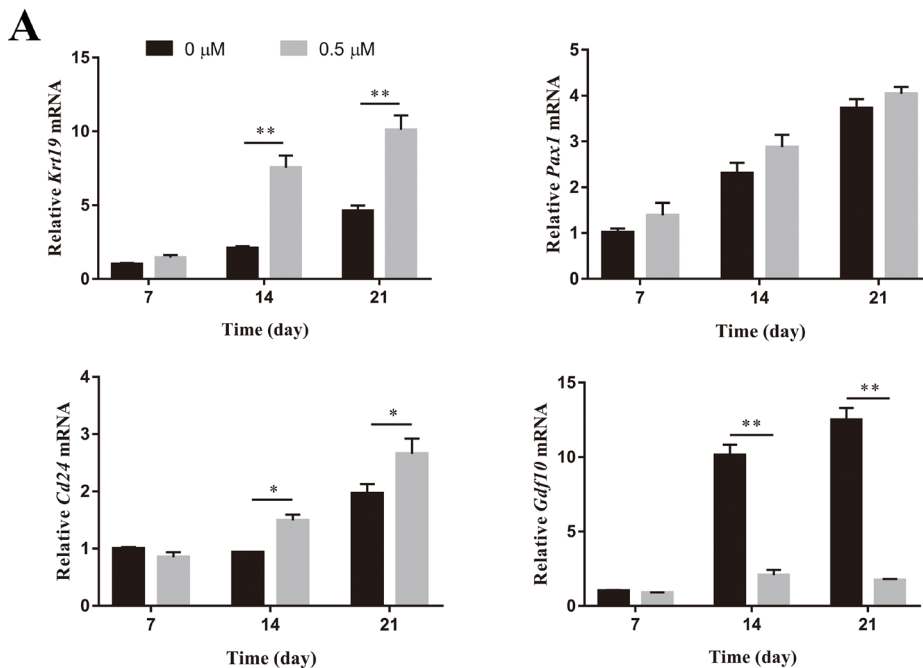 A
0 μM 0.5 μM
Relative Krt19 mRNA
15
10
5
0
**
**
7 14 21
Time (day)
Relative Pax1 mRNA
5
4
3
2
1
0
7 14 21
Time (day)
Relative Cd24 mRNA
4
3
2
1
0
*
*
7 14 21
Time (day)
Relative Gdf10 mRNA
15
10
5
0
**
**
7 14 21
Time (day)